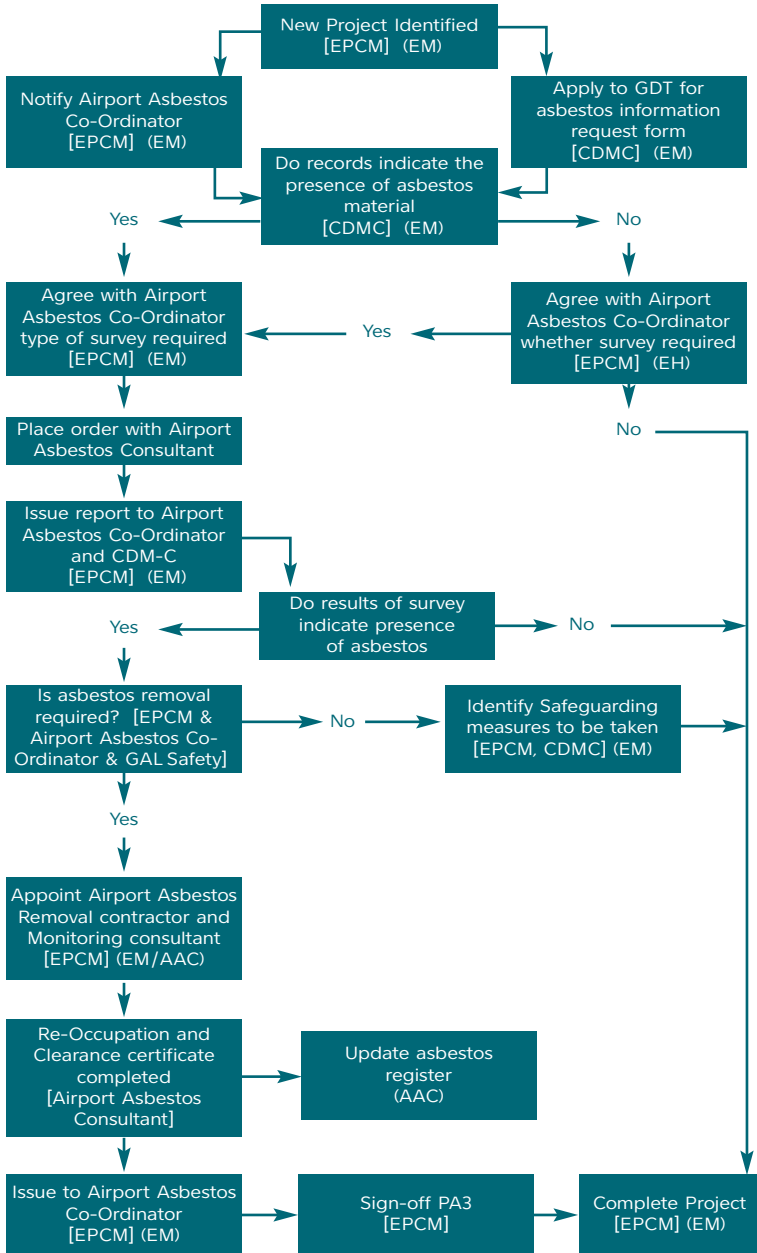 New Project Identified
[EPCM] (EM)
Notify Airport Asbestos
Co-Ordinator
[EPCM] (EM)
Apply to GDT for
asbestos information
request form
[CDMC] (EM)
Do records indicate the
presence of asbestos
material
[CDMC] (EM)
Yes
No
Agree with Airport
Asbestos Co-Ordinator
type of survey required
[EPCM] (EM)
Yes
Agree with Airport
Asbestos Co-Ordinator
whether survey required
[EPCM] (EH)
No
Place order with Airport
Asbestos Consultant
Issue report to Airport
Asbestos Co-Ordinator
and CDM-C
[EPCM] (EM)
Do results of survey
indicate presence
of asbestos
Yes
No
Is asbestos removal
required? [EPCM &
Airport Asbestos Co-
Ordinator & GAL Safety]
No
Identify Safeguarding
measures to be taken
[EPCM, CDMC] (EM)
Yes
Appoint Airport Asbestos
Removal contractor and
Monitoring consultant
[EPCM] (EM/AAC)
Re-Occupation and
Clearance certificate
completed
[Airport Asbestos
Consultant]
Update asbestos
register
(AAC)
Issue to Airport Asbestos
Co-Ordinator
[EPCM] (EM)
Sign-off PA3
[EPCM]
Complete Project
[EPCM] (EM)